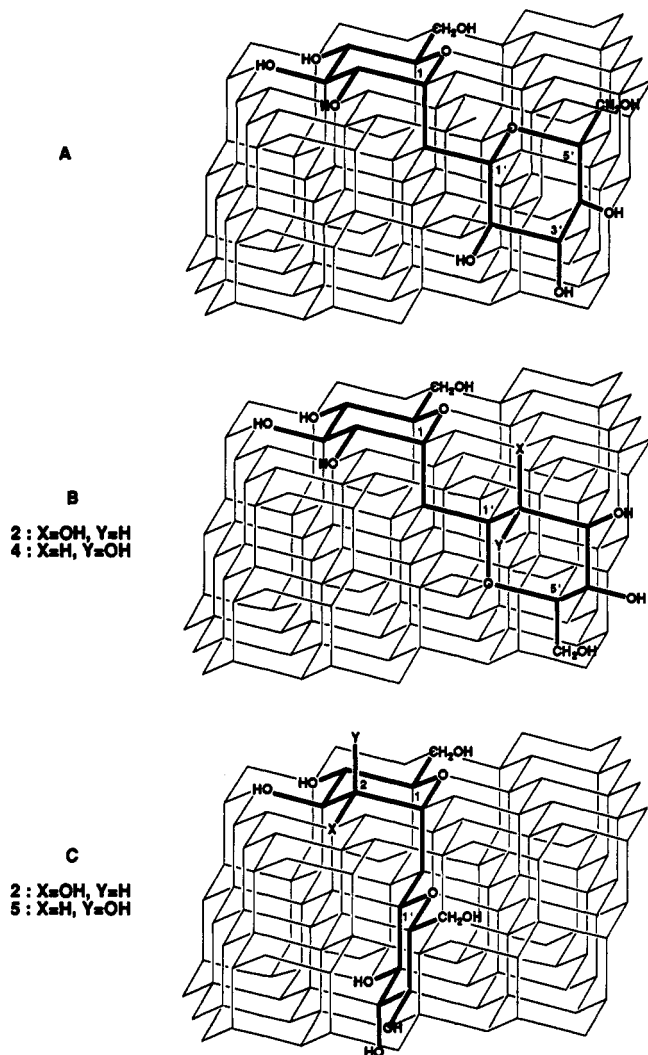 CH₂OH
HO
O
1
HO
HO
CH₂OH
O
A
5'
1'
OH
3'
HO
OH
CH₂OH
HO
O
HO
1
X
HO
B
1'
OH
2 : X=OH, Y=H
Y
4 : X=H, Y=OH
O
5'
OH
CH₂OH
Y
CH₂OH
HO
2
1
O
HO
X
C
O
2 : X=OH, Y=H
1'
CH₂OH
5 : X=H, Y=OH
HO
OH
HO